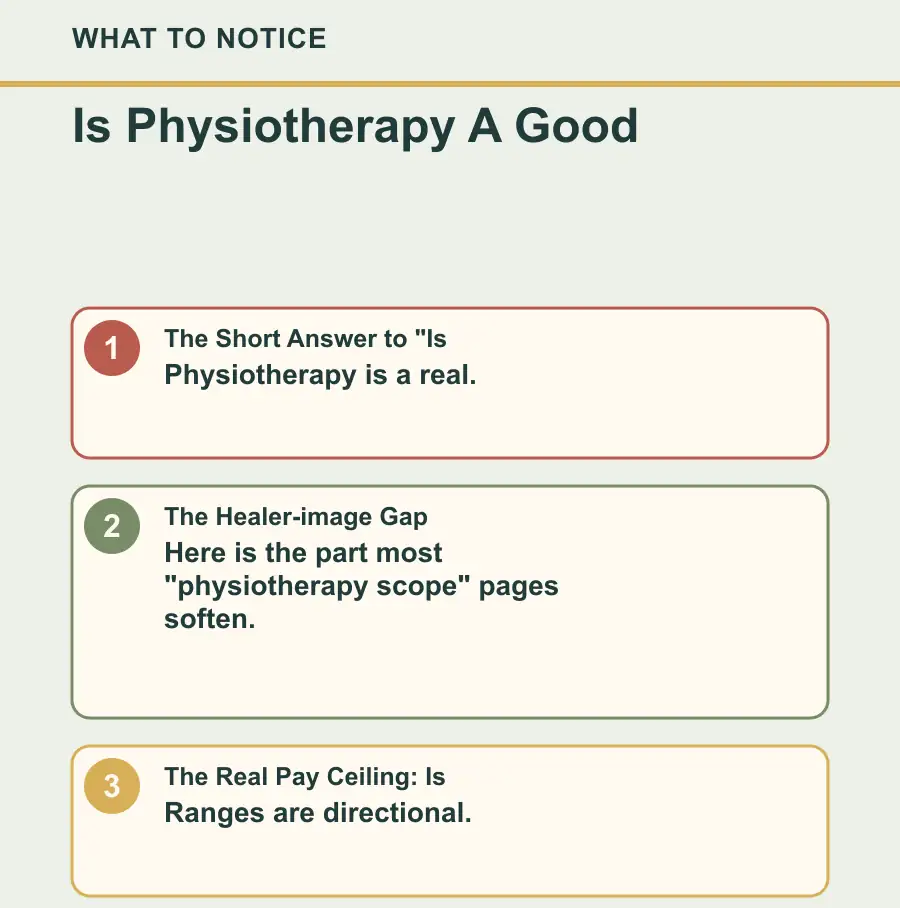 WHAT TO NOTICE
Is Physiotherapy A Good
1
The Short Answer to "Is
Physiotherapy is a real.
2
The Healer-image Gap
Here is the part most
"physiotherapy scope" pages
soften.
3
The Real Pay Ceiling: Is
Ranges are directional.